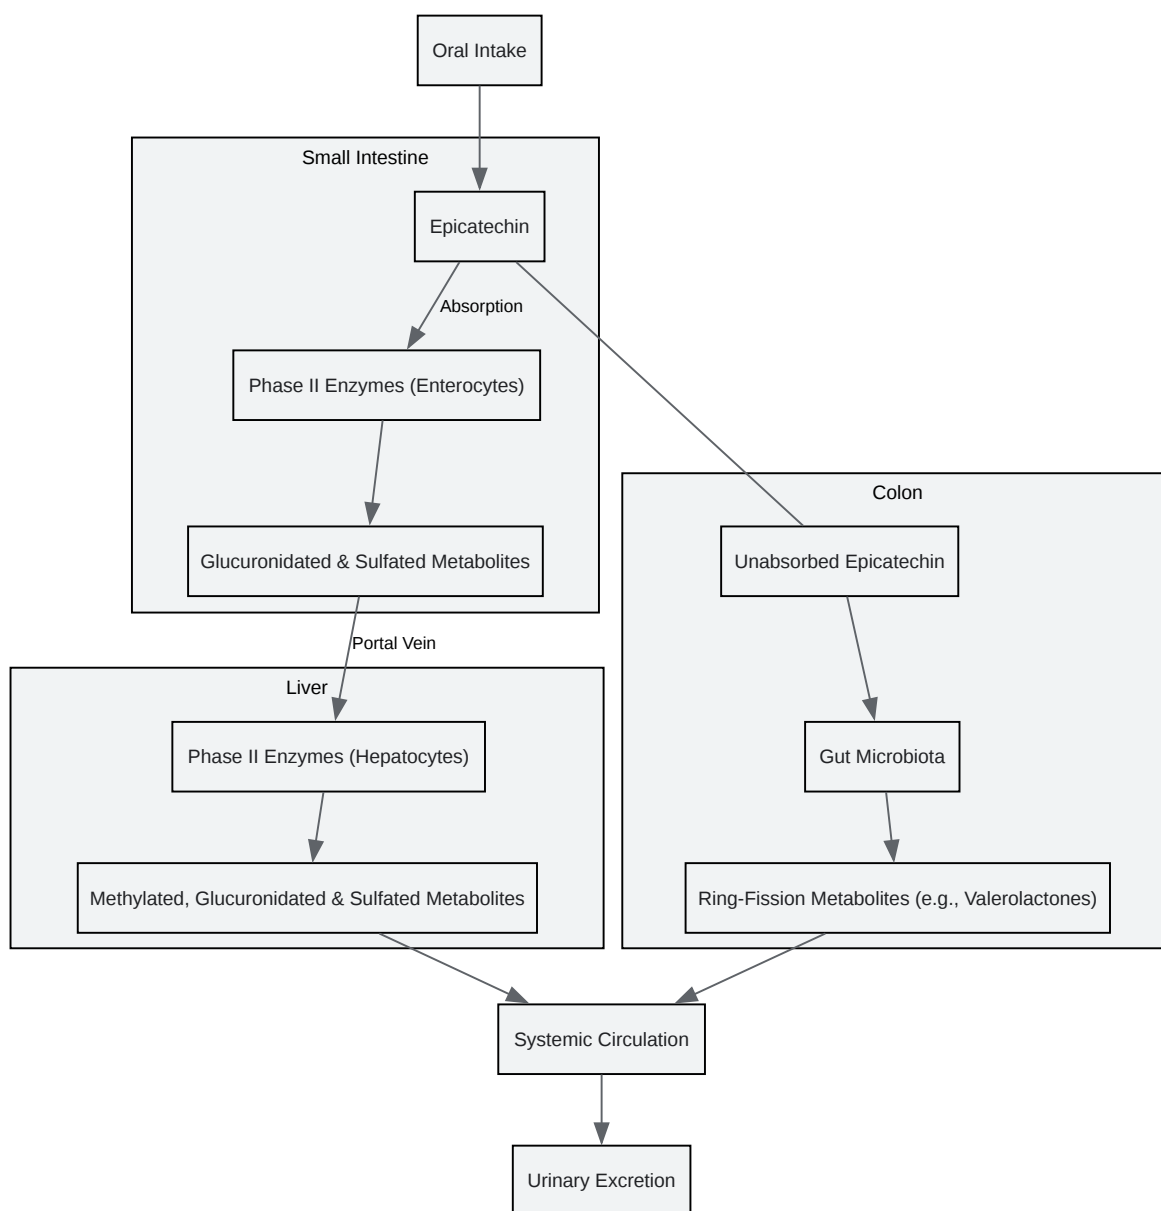 Oral Intake
Small Intestine
Epicatechin
Absorption
Phase II Enzymes (Enterocytes)
Glucuronidated & Sulfated Metabolites
Portal Vein
Liver
Phase II Enzymes (Hepatocytes)
Methylated, Glucuronidated & Sulfated Metabolites
Colon
Unabsorbed Epicatechin
Gut Microbiota
Ring-Fission Metabolites (e.g., Valerolactones)
Systemic Circulation
Urinary Excretion